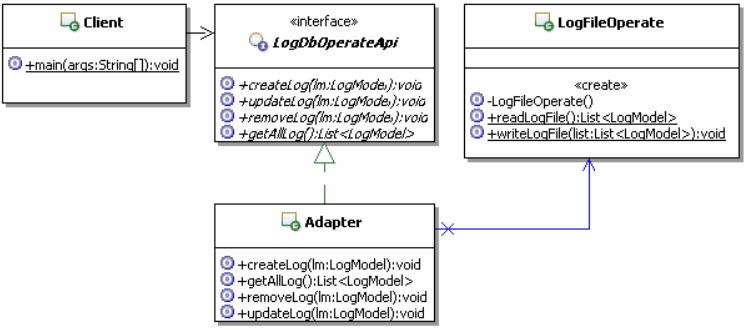 Client
+main(args:String[]):void
«interface»
LogDbOperateApi
+createLog(lm:LogModel):void
+updateLog(lm:LogModel):void
+removeLog(lm:LogModel):void
+getAllLog():List<LogModel>
LogFileOperate
«create»
-LogFileOperate()
+readLogFile():List<LogModel>
+writeLogFile(list:List<LogModel>):void
Adapter
+createLog(lm:LogModel):void
+getAllLog():List<LogModel>
+removeLog(lm:LogModel):void
+updateLog(lm:LogModel):void